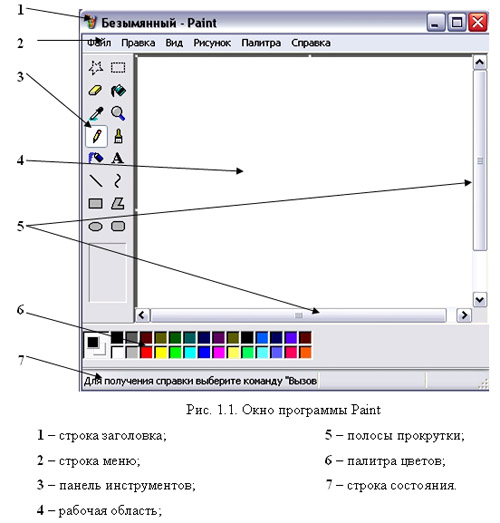 1
Безымянный - Paint
2
Файл Правка Вид Рисунок Палитра Справка
3
A
4
5
6
7
Для получения справки выберите команду "Вызов
Рис. 1.1. Окно программы Paint
1 – строка заголовка;
2 – строка меню;
3 – панель инструментов;
4 – рабочая область;
5 – полосы прокрутки;
6 – палитра цветов;
7 – строка состояния.